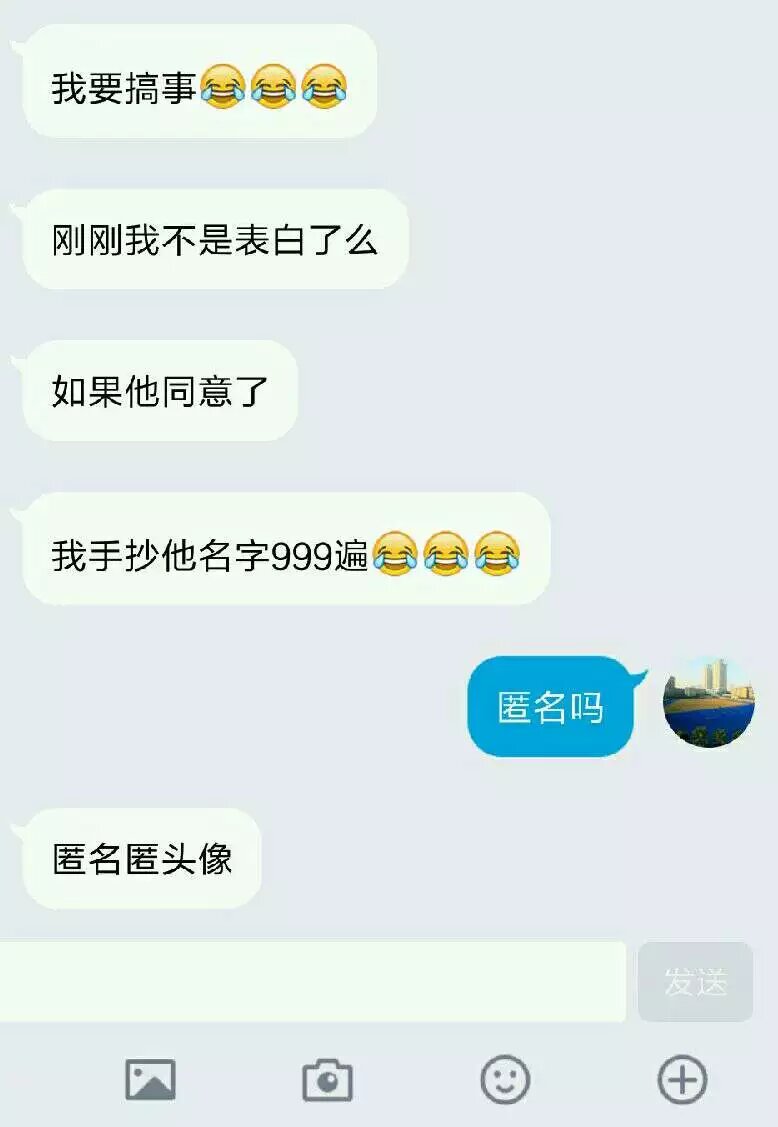 我要搞事😂😂😂
刚刚我不是表白了么
如果他同意了
我手抄他名字999遍😂😂😂
匿名吗
匿名匿头像
发送